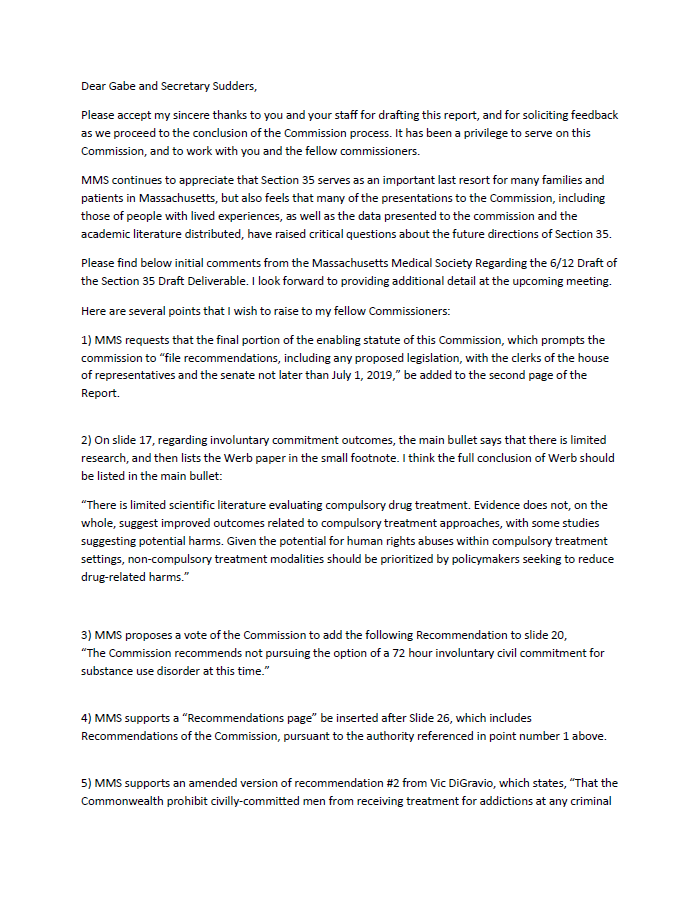 Dear Gabe and Secretary Sudders,
Please accept my sincere thanks to you and your staff for drafting this report, and for soliciting feedback
as we proceed to the conclusion of the Commission process. It has been a privilege to serve on this
Commission, and to work with you and the fellow commissioners.
MMS continues to appreciate that Section 35 serves as an important last resort for many families and
patients in Massachusetts, but also feels that many of the presentations to the Commission, including
those of people with lived experiences, as well as the data presented to the commission and the
academic literature distributed, have raised critical questions about the future directions of Section 35.
Please find below initial comments from the Massachusetts Medical Society Regarding the 6/12 Draft of
the Section 35 Draft Deliverable. I look forward to providing additional detail at the upcoming meeting.
Here are several points that I wish to raise to my fellow Commissioners:
1) MMS requests that the final portion of the enabling statute of this Commission, which prompts the
commission to “file recommendations, including any proposed legislation, with the clerks of the house
of representatives and the senate not later than July 1, 2019,” be added to the second page of the
Report.
2) On slide 17, regarding involuntary commitment outcomes, the main bullet says that there is limited
research, and then lists the Werb paper in the small footnote. I think the full conclusion of Werb should
be listed in the main bullet:
“There is limited scientific literature evaluating compulsory drug treatment. Evidence does not, on the
whole, suggest improved outcomes related to compulsory treatment approaches, with some studies
suggesting potential harms. Given the potential for human rights abuses within compulsory treatment
settings, non-compulsory treatment modalities should be prioritized by policymakers seeking to reduce
drug-related harms.”
3) MMS proposes a vote of the Commission to add the following Recommendation to slide 20,
“The Commission recommends not pursuing the option of a 72 hour involuntary civil commitment for
substance use disorder at this time.”
4) MMS supports a “Recommendations page” be inserted after Slide 26, which includes
Recommendations of the Commission, pursuant to the authority referenced in point number 1 above.
5) MMS supports an amended version of recommendation #2 from Vic DiGravio, which states, “That the
Commonwealth prohibit civilly-committed men from receiving treatment for addictions at any criminal